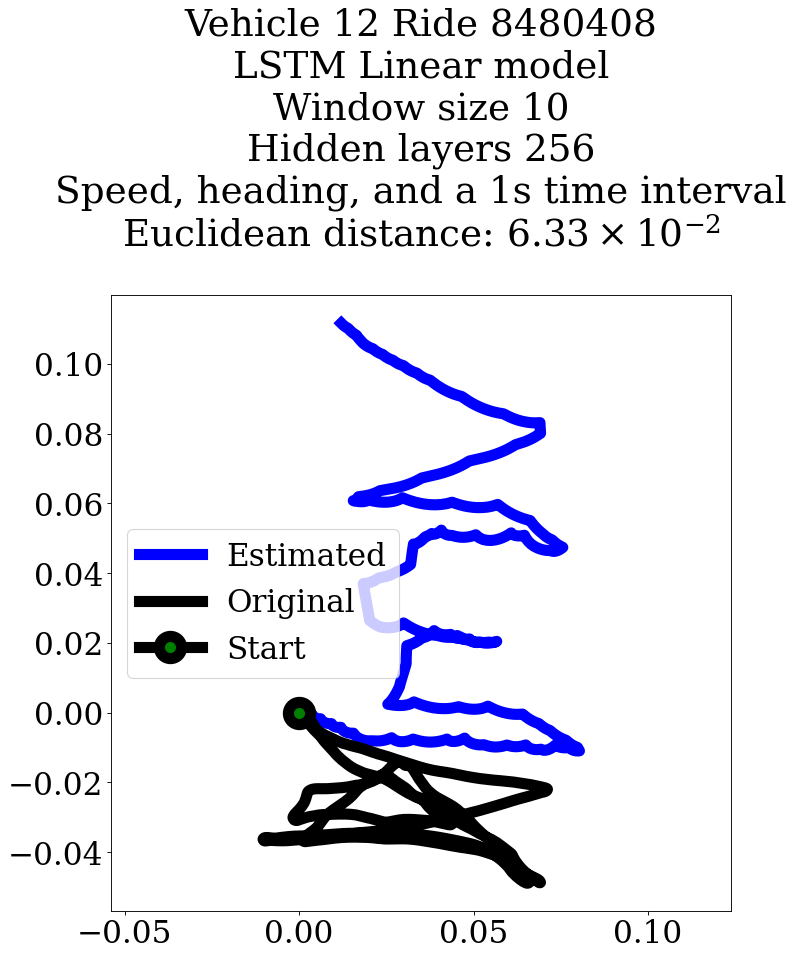 Vehicle 12 Ride 8480408
LSTM Linear model
Window size 10
Hidden layers 256
Speed, heading, and a 1s time interval
Euclidean distance: 6.33 × 10⁻²
0.10
0.08
0.06
0.04
0.02
0.00
−0.02
−0.04
Estimated
Original
Start
−0.05 0.00 0.05 0.10